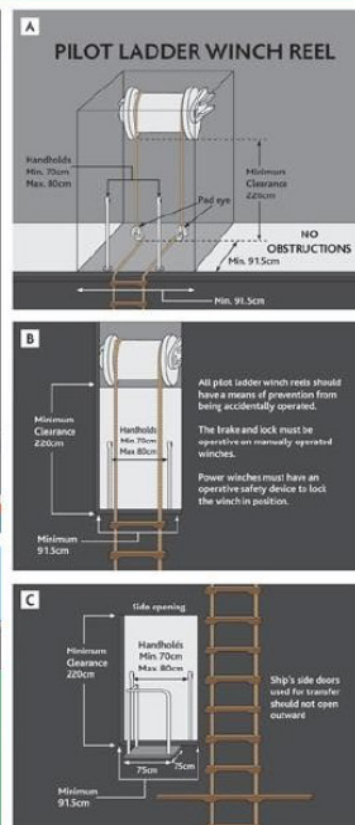 A
PILOT LADDER WINCH REEL
Handholds
Min. 70cm
Max. 80cm
Minimum
Clearance
220cm
Pad eye
NO
OBSTRUCTIONS
Min. 91.5cm
Min. 91.5cm
B
All pilot ladder winch reels should
have a means of prevention from
being accidentally operated.
The brake and lock must be
operative on manually operated
winches.
Power winches must have an
operative safety device to lock
the winch in position.
Minimum
Clearance
220cm
Handholds
Min 70cm
Max 80cm
Minimum
91.5cm
C
Side opening
Handholds
Min. 70cm
Max. 80cm
Minimum
Clearance
220cm
Ship's side doors
used for transfer
should not open
outward
75cm
75cm
Minimum
91.5cm